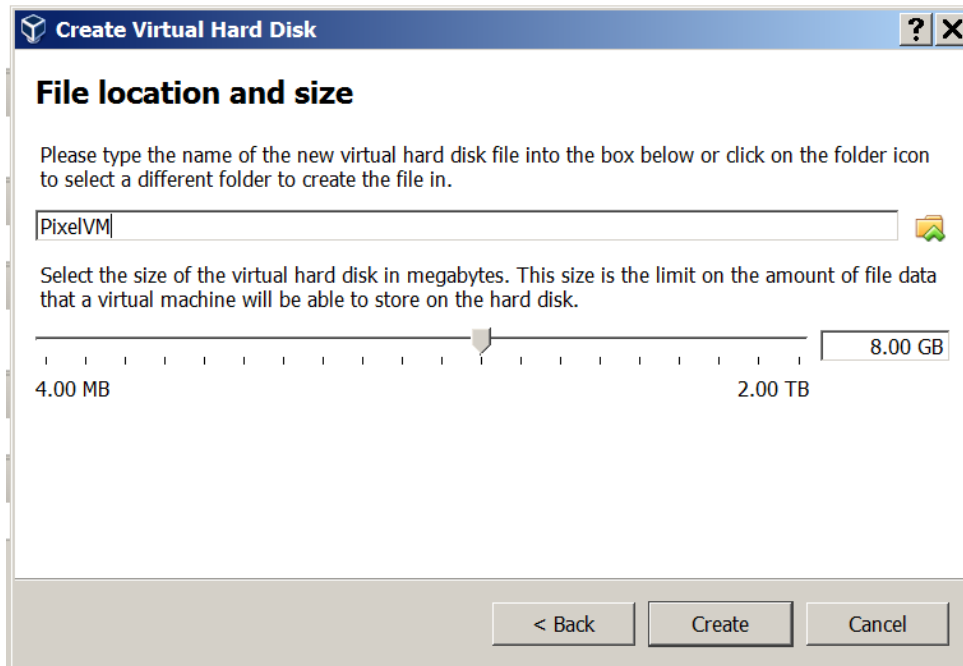 Create Virtual Hard Disk
?
File location and size
Please type the name of the new virtual hard disk file into the box below or click on the folder icon
to select a different folder to create the file in.
PixelVM
Select the size of the virtual hard disk in megabytes. This size is the limit on the amount of file data
that a virtual machine will be able to store on the hard disk.
8.00 GB
4.00 MB
2.00 TB
< Back
Create
Cancel